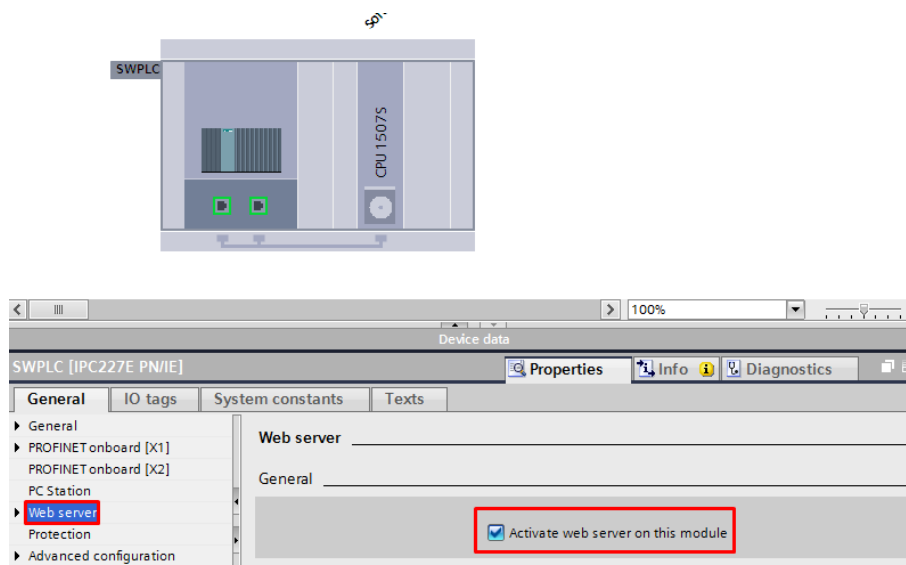 SWPLC
CPU 1507S
100%
Device data
SWPLC [IPC227E PN/IE]
Properties
Info
Diagnostics
General
IO tags
System constants
Texts
General
PROFINET onboard [X1]
PROFINET onboard [X2]
PC Station
Web server
Protection
Advanced configuration
Web server
General
Activate web server on this module